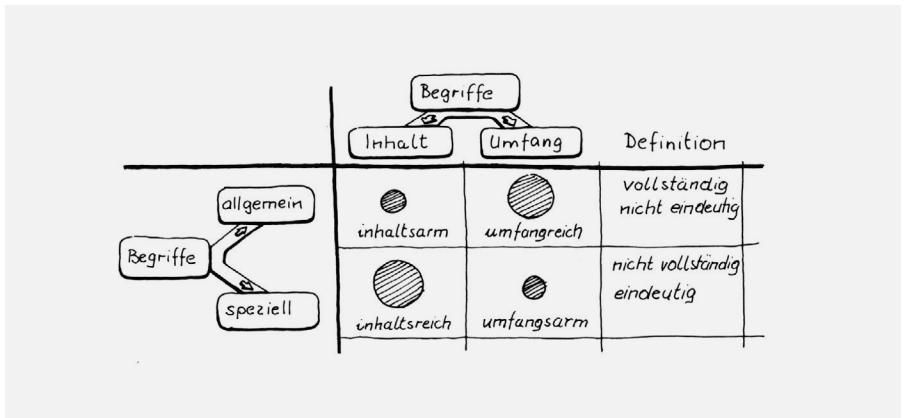 Begriffe
Inhalt Umfang Definition
allgemein
Begriffe
speziell
inhaltsarm umfangreich
vollständig
nicht eindeutig
inhaltsreich umfangsarm
nicht vollständig
eindeutig